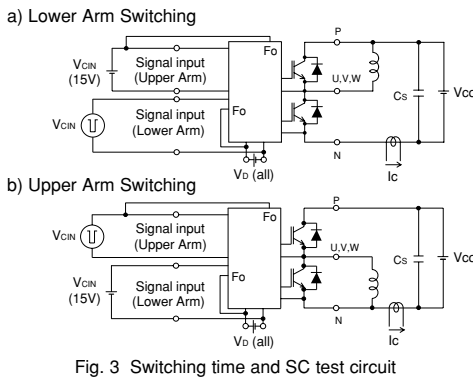 a) Lower Arm Switching
P
Fo
VCIN
(15V)
Signal input
(Upper Arm)
U,V,W
CS
VCC
VCIN
Signal input
(Lower Arm)
Fo
N
VD (all)
Ic
b) Upper Arm Switching
P
Fo
VCIN
Signal input
(Upper Arm)
U,V,W
CS
VCC
VCIN
(15V)
Signal input
(Lower Arm)
Fo
N
VD (all)
Ic
Fig. 3 Switching time and SC test circuit